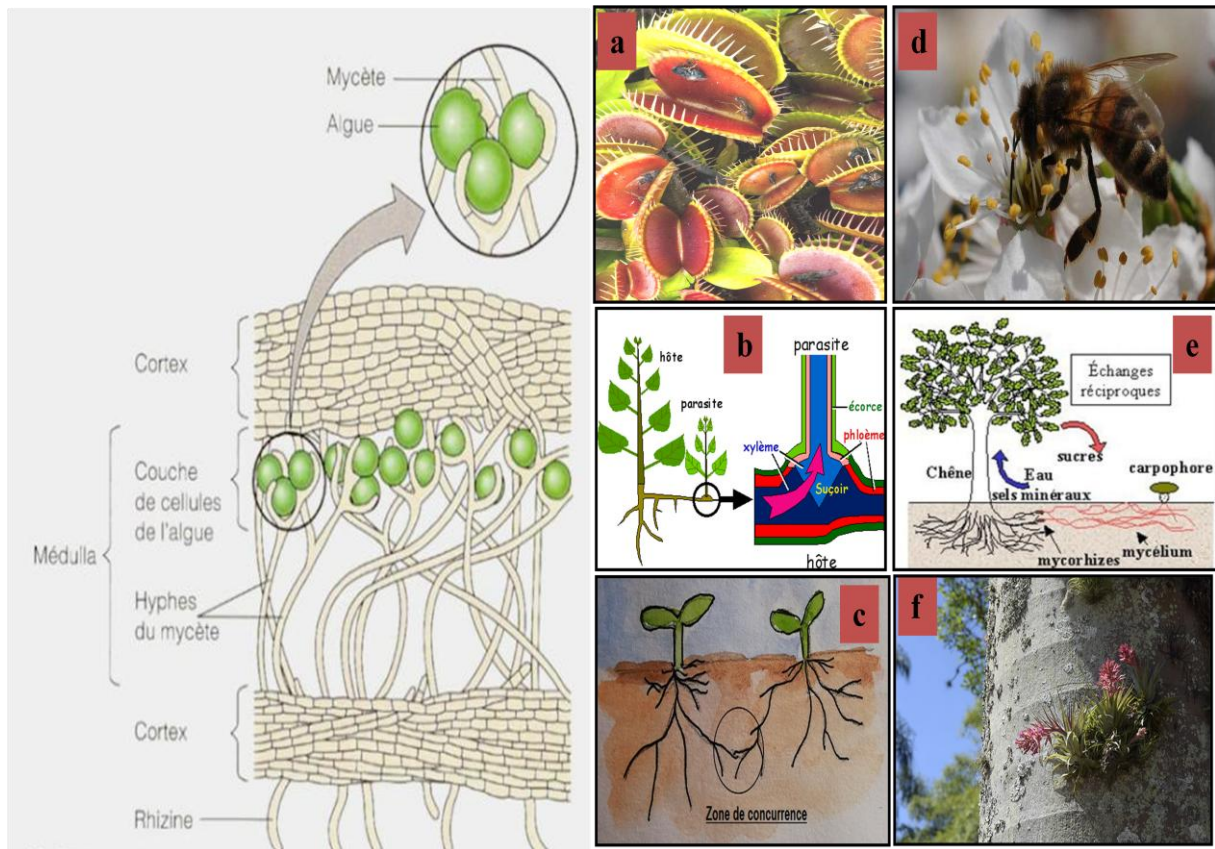 Mycète
Algue
Cortex
Médulla
Couche
de cellules
de l'algue
Hyphes
du mycète
Cortex
Rhizine
a
b
hôte
parasite
parasite
écorce
xylème
phloème
Suçoir
hôte
c
Zone de concurrence
d
e
Échanges
réciproques
sucres
Chêne
Eau
sels minéraux
carpophore
mycorhizes
mycélium
f